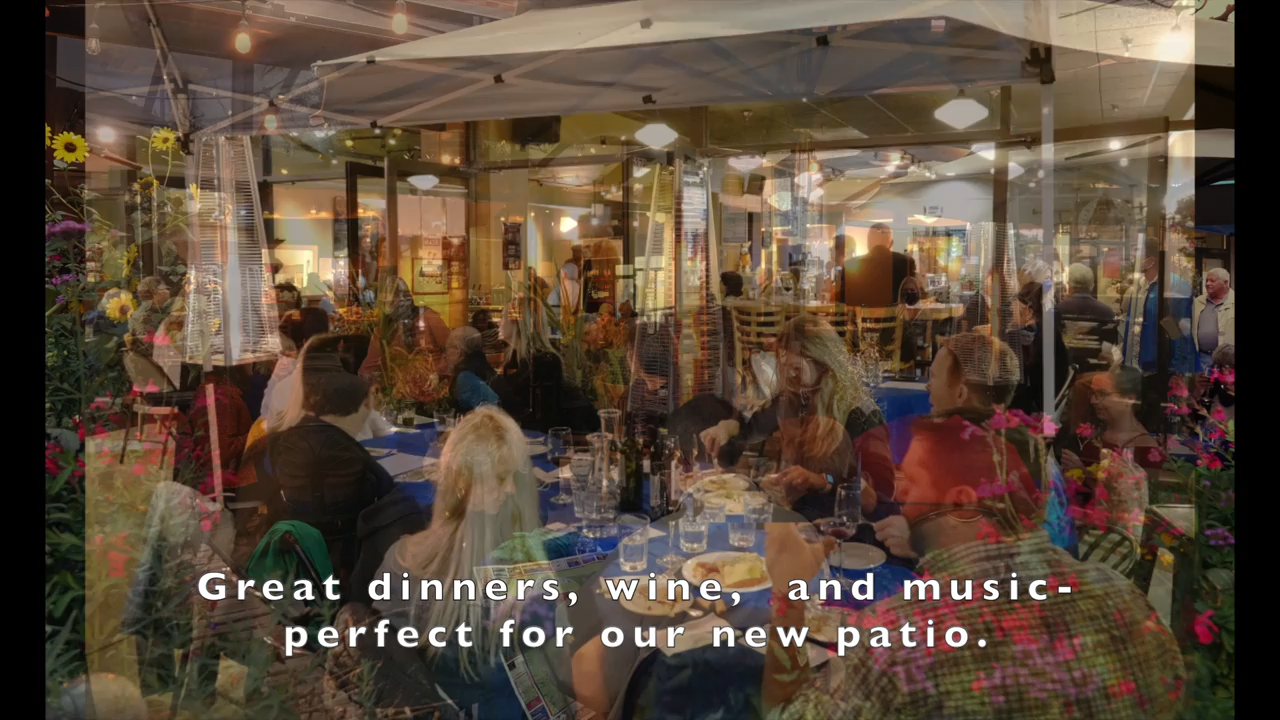 Great dinners, wine,  and music-
perfect for our new patio.